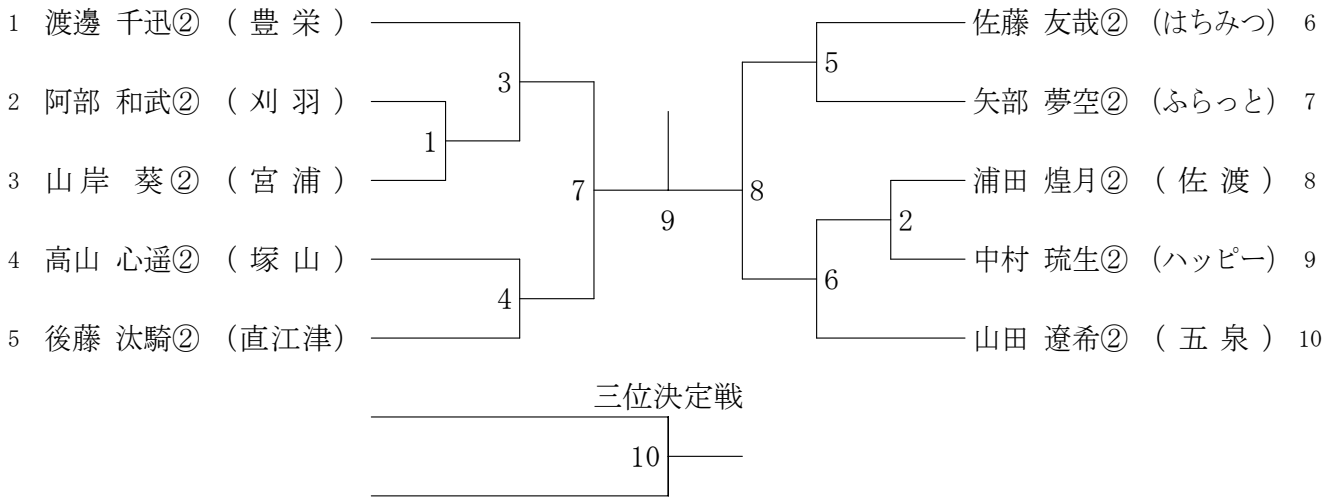 1 渡邊 千迅② ( 豊 栄 )
2 阿部 和武② ( 刈 羽 )
3 山岸 葵② ( 宮 浦 )
4 高山 心遥② ( 塚 山 )
5 後藤 汰騎② (直江津)
佐藤 友哉② (はちみつ) 6
矢部 夢空② (ふらっと) 7
浦田 煌月② ( 佐 渡 ) 8
中村 琉生② (ハッピー) 9
山田 遼希② ( 五 泉 ) 10
3
1
7
4
9
5
8
2
6
三位決定戦
10